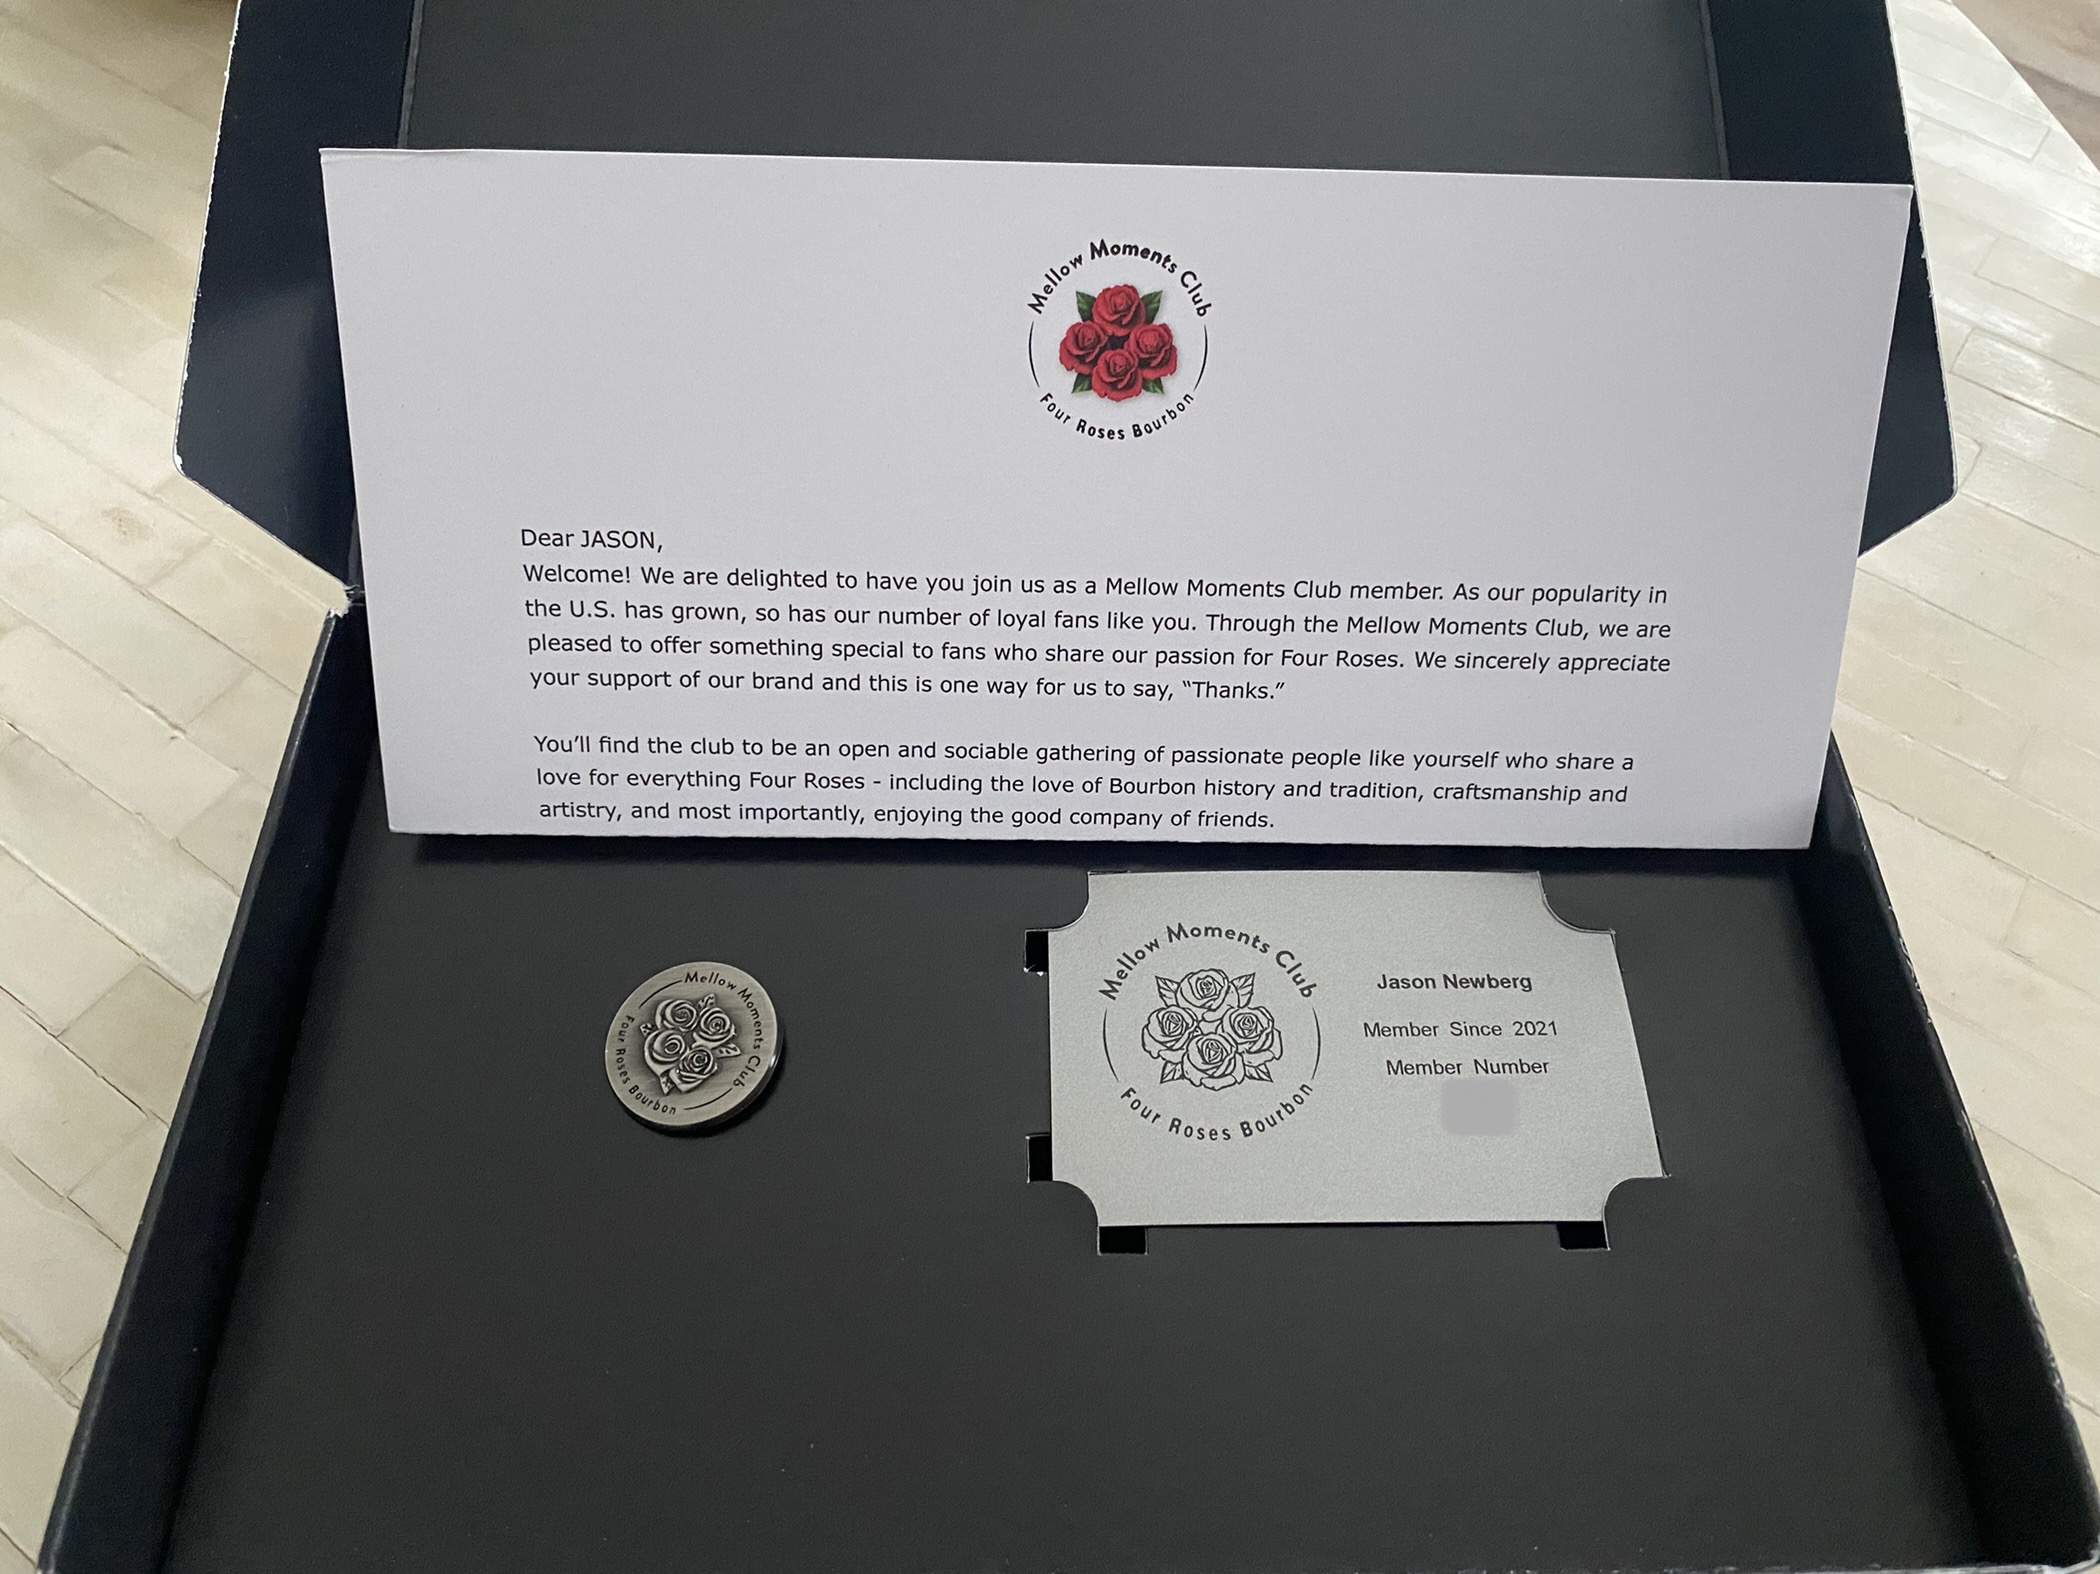 Mellow Moments Club
Four Roses Bourbon
Dear JASON,
Welcome! We are delighted to have you join us as a Mellow Moments Club member. As our popularity in
the U.S. has grown, so has our number of loyal fans like you. Through the Mellow Moments Club, we are
pleased to offer something special to fans who share our passion for Four Roses. We sincerely appreciate
your support of our brand and this is one way for us to say, “Thanks.”
You’ll find the club to be an open and sociable gathering of passionate people like yourself who share a
love for everything Four Roses - including the love of Bourbon history and tradition, craftsmanship and
artistry, and most importantly, enjoying the good company of friends.
Mellow Moments Club
Four Roses Bourbon
Mellow Moments Club
Four Roses Bourbon
Jason Newberg
Member Since 2021
Member Number